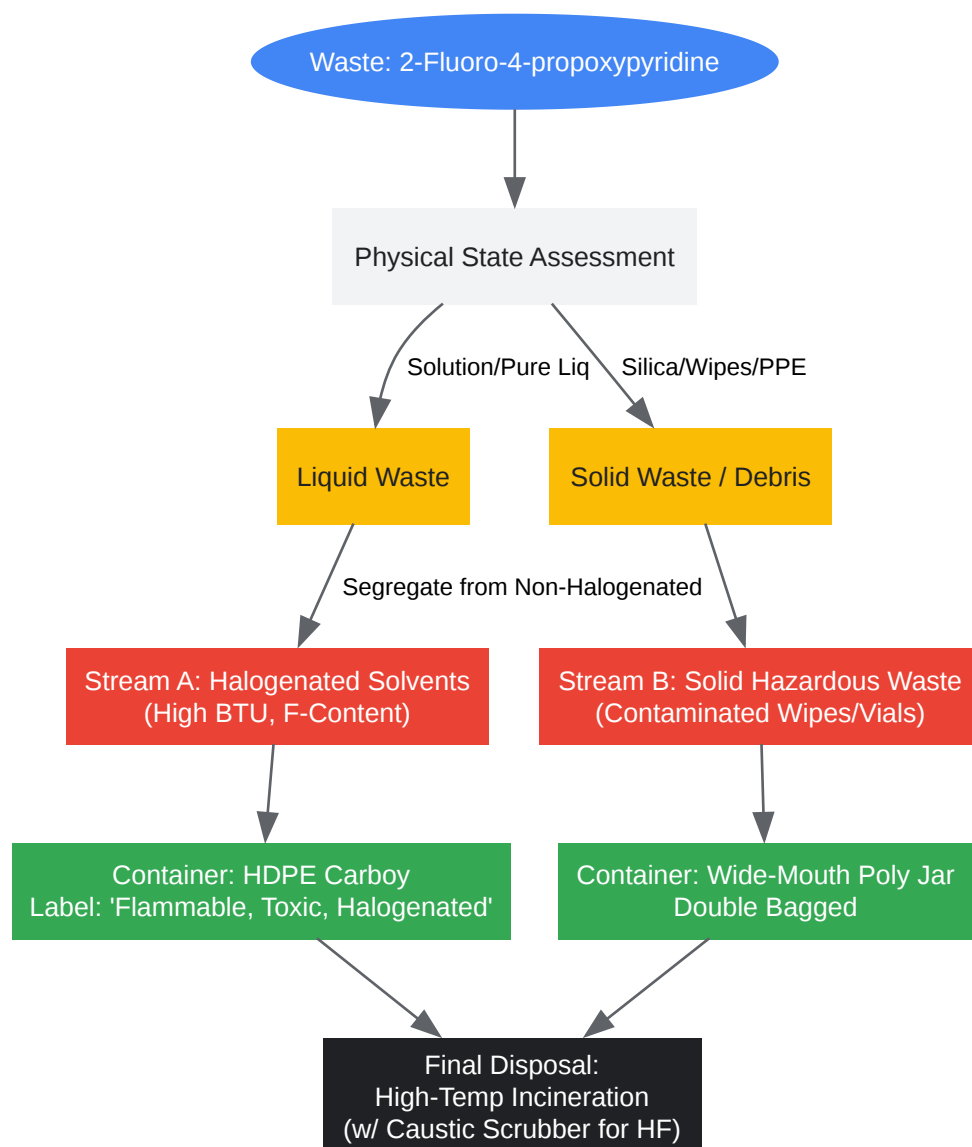 Waste: 2-Fluoro-4-propoxypyridine
Physical State Assessment
Solution/Pure Liq
Silica/Wipes/PPE
Liquid Waste
Solid Waste / Debris
Segregate from Non-Halogenated
Stream A: Halogenated Solvents
(High BTU, F-Content)
Stream B: Solid Hazardous Waste
(Contaminated Wipes/Vials)
Container: HDPE Carboy
Label: 'Flammable, Toxic, Halogenated'
Container: Wide-Mouth Poly Jar
Double Bagged
Final Disposal:
High-Temp Incineration
(w/ Caustic Scrubber for HF)